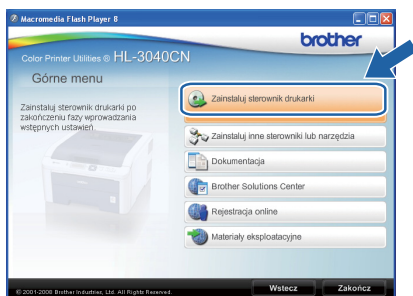 Macromedia Flash Player 8
brother
Color Printer Utilities ® HL-3040CN
Górne menu
Zainstaluj sterownik drukarki po
zakończeniu fazy wprowadzania
wstępnych ustawień.
Zainstaluj sterownik drukarki
Zainstaluj inne sterowniki lub narzędzia
Dokumentacja
Brother Solutions Center
Rejestracja online
Materiały eksploatacyjne
© 2001-2008 Brother Industries, Ltd. All Rights Reserved.
Wstecz
Zakończ